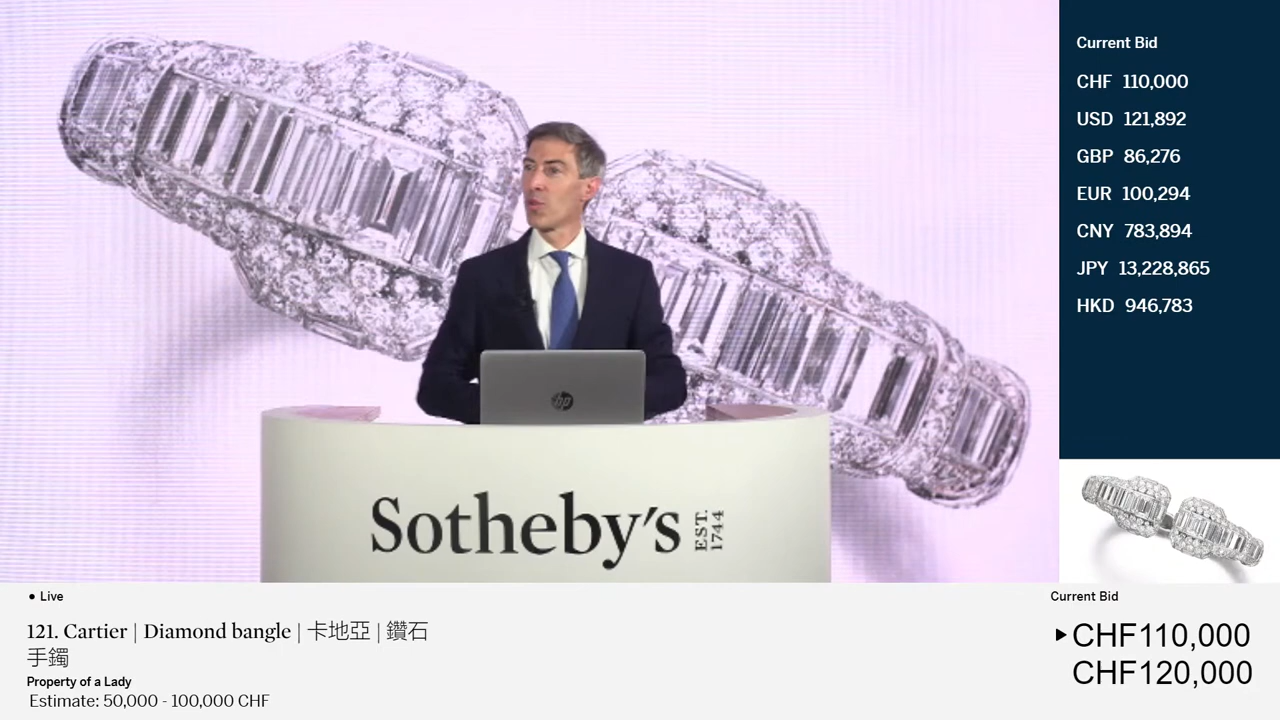 Current Bid
CHF 110,000
USD 121,892
GBP 86,276
EUR 100,294
CNY 783,894
JPY 13,228,865
HKD 946,783
hp
Sotheby's EST. 1744
• Live
121. Cartier | Diamond bangle | 卡地亞 | 鑽石
手鐲
Property of a Lady
Estimate: 50,000 - 100,000 CHF
Current Bid
CHF110,000
CHF120,000